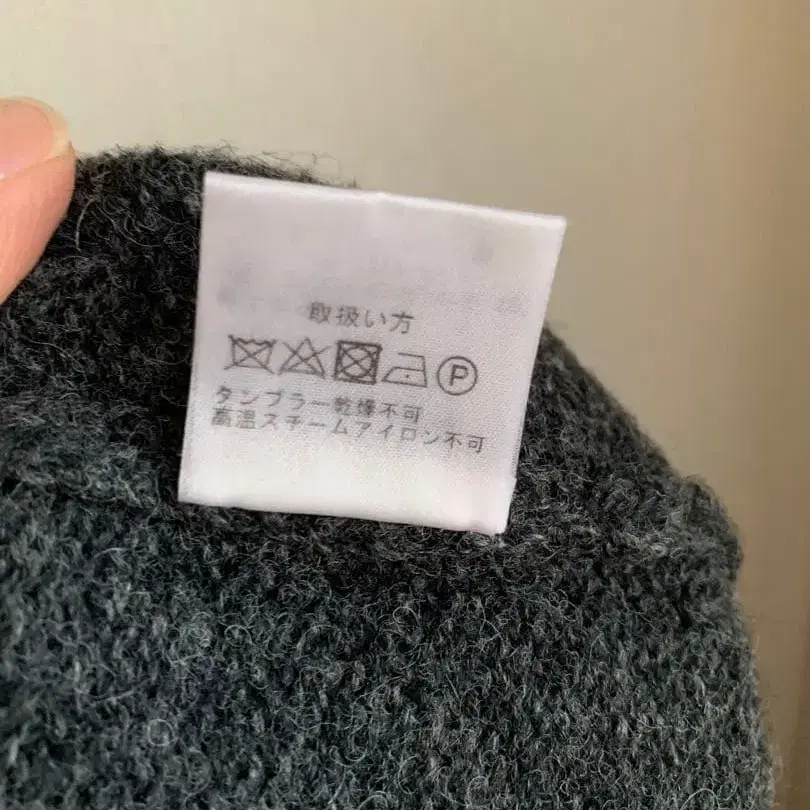 取扱い方
P
タンブラー乾燥不可
高温スチームアイロン不可